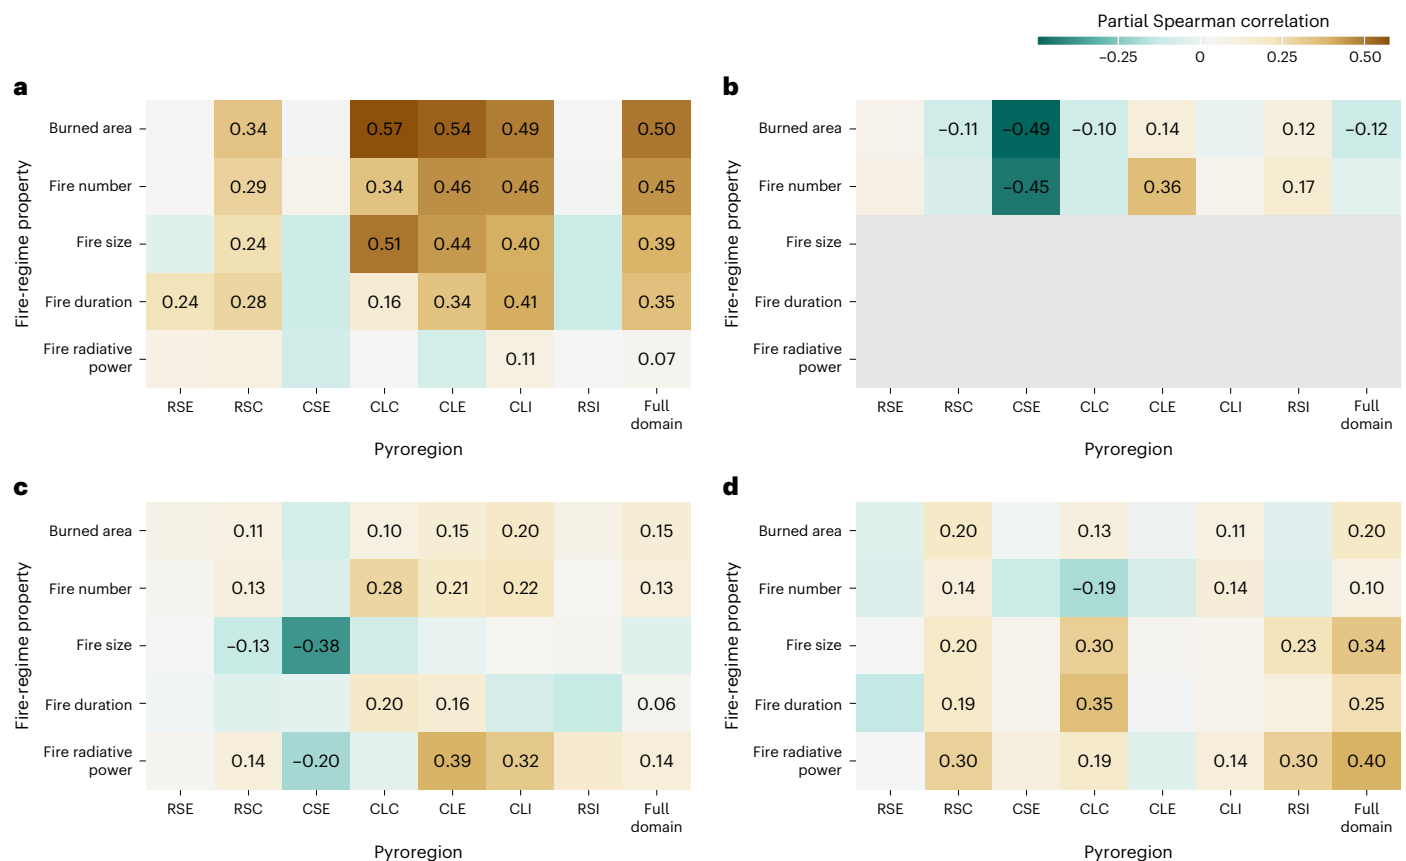 Partial Spearman correlation
−0.25 0 0.25 0.50
a
Fire-regime property
Burned area 0.34 0.57 0.54 0.49 0.50
Fire number 0.29 0.34 0.46 0.46 0.45
Fire size 0.24 0.51 0.44 0.40 0.39
Fire duration 0.24 0.28 0.16 0.34 0.41 0.35
Fire radiative
power 0.11 0.07
RSE RSC CSE CLC CLE CLI RSI Full
domain
Pyroregion
b
Fire-regime property
Burned area −0.11 −0.49 −0.10 0.14 0.12 −0.12
Fire number −0.45 0.36 0.17
Fire size
Fire duration
Fire radiative
power
RSE RSC CSE CLC CLE CLI RSI Full
domain
Pyroregion
c
Fire-regime property
Burned area 0.11 0.10 0.15 0.20 0.15
Fire number 0.13 0.28 0.21 0.22 0.13
Fire size −0.13 −0.38
Fire duration 0.20 0.16 0.06
Fire radiative
power 0.14 −0.20 0.39 0.32 0.14
RSE RSC CSE CLC CLE CLI RSI Full
domain
Pyroregion
d
Fire-regime property
Burned area 0.20 0.13 0.11 0.20
Fire number 0.14 −0.19 0.14 0.10
Fire size 0.20 0.30 0.23 0.34
Fire duration 0.19 0.35 0.25
Fire radiative
power 0.30 0.19 0.14 0.30 0.40
RSE RSC CSE CLC CLE CLI RSI Full
domain
Pyroregion